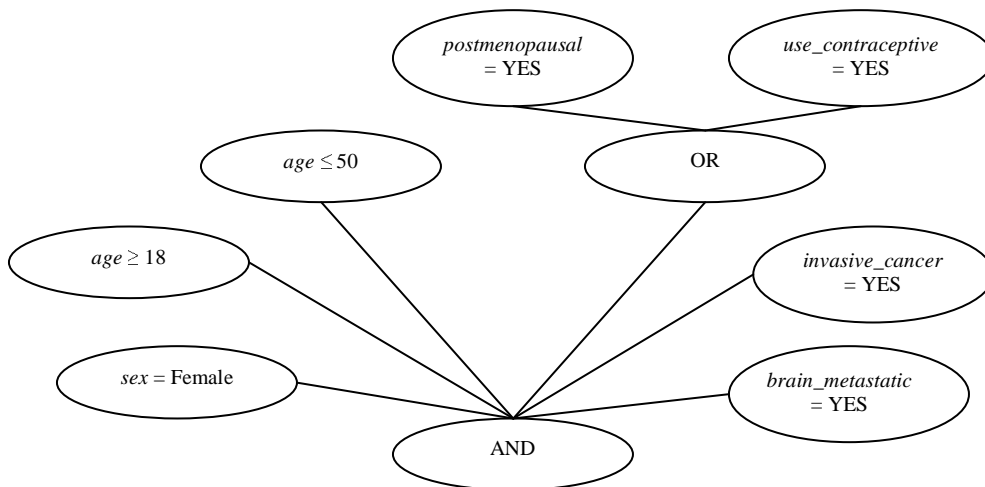 postmenopausal
= YES
use_contraceptive
= YES
age ≤ 50
OR
age ≥ 18
invasive_cancer
= YES
sex = Female
brain_metastatic
= YES
AND